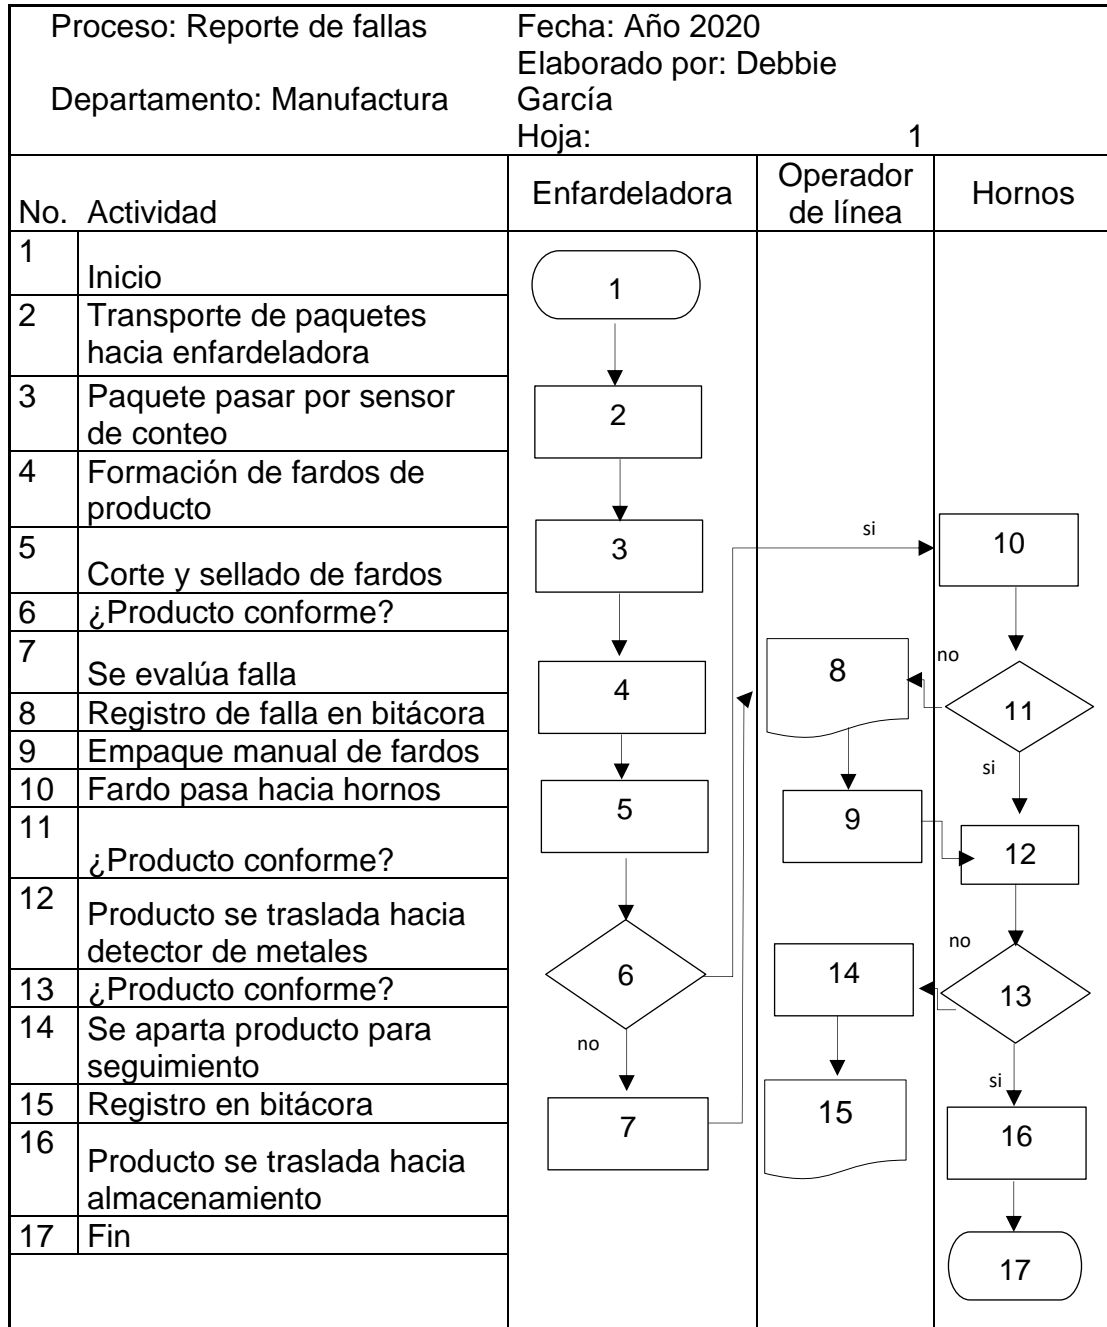 Proceso: Reporte de fallas
Fecha: Año 2020
Elaborado por: Debbie
Departamento: Manufactura
García
Hoja: 1
No. Actividad
Enfardeladora
Operador
de línea
Hornos
1 Inicio
2 Transporte de paquetes
hacia enfardeladora
3 Paquete pasar por sensor
de conteo
4 Formación de fardos de
producto
5 Corte y sellado de fardos
6 ¿Producto conforme?
7 Se evalúa falla
8 Registro de falla en bitácora
9 Empaque manual de fardos
10 Fardo pasa hacia hornos
11 ¿Producto conforme?
12 Producto se traslada hacia
detector de metales
13 ¿Producto conforme?
14 Se aparta producto para
seguimiento
15 Registro en bitácora
16 Producto se traslada hacia
almacenamiento
17 Fin
1
2
3
4
5
6
no
7
si
8
9
14
15
10
no
11
si
12
no
13
si
16
17